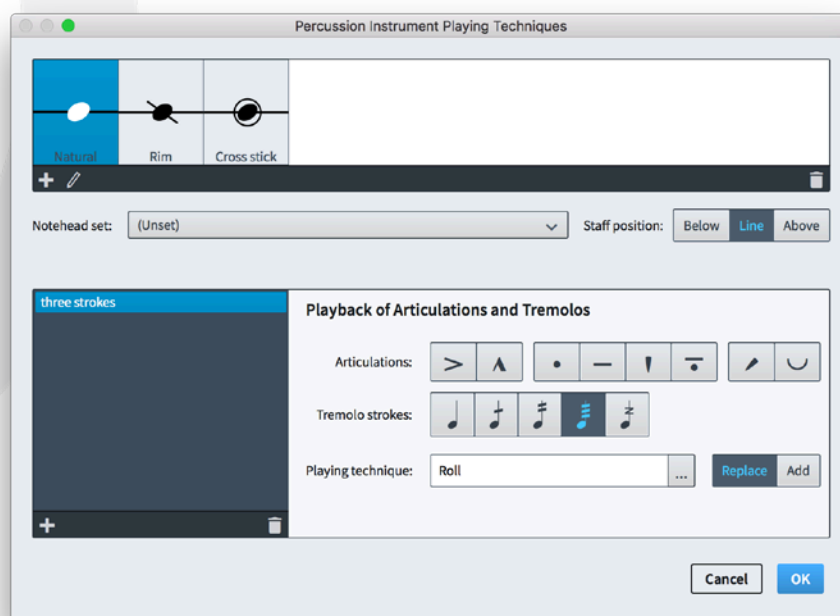 Percussion Instrument Playing Techniques
Natural Rim Cross stick
Notehead set: (Unset) Staff position: Below Line Above
three strokes
Playback of Articulations and Tremolos
Articulations:
Tremolo strokes:
Playing technique: Roll ... Replace Add
Cancel OK